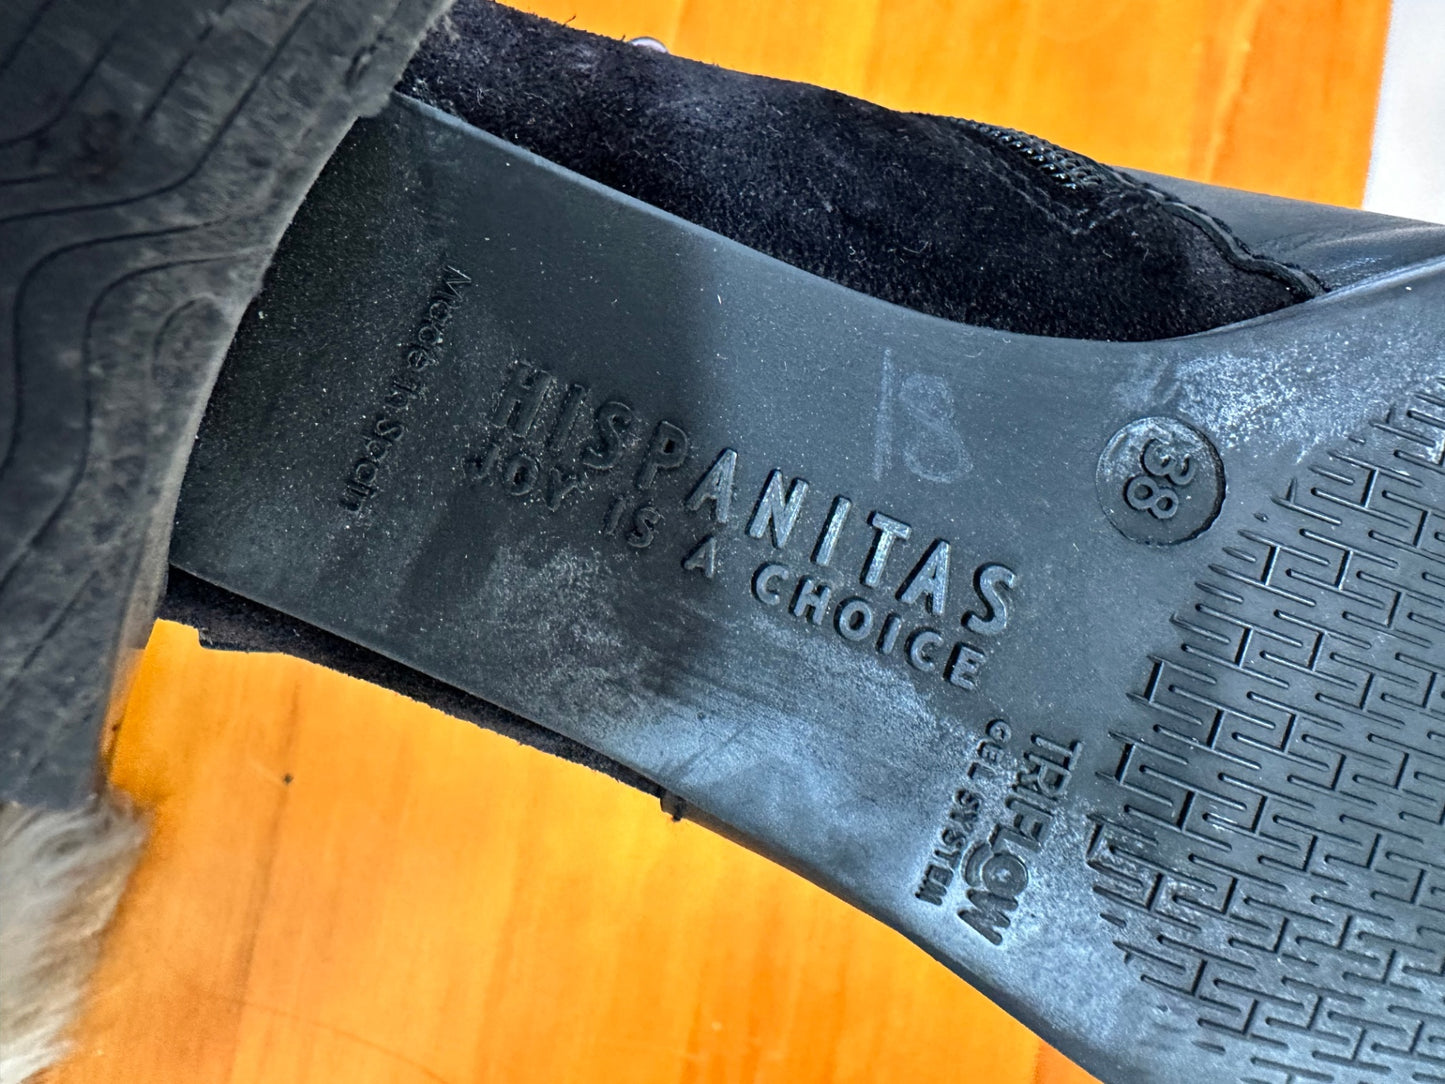 Made in Spain
HISPANITAS
JOY IS A CHOICE
18
38
TRIFLOW
GEL SYSTEM